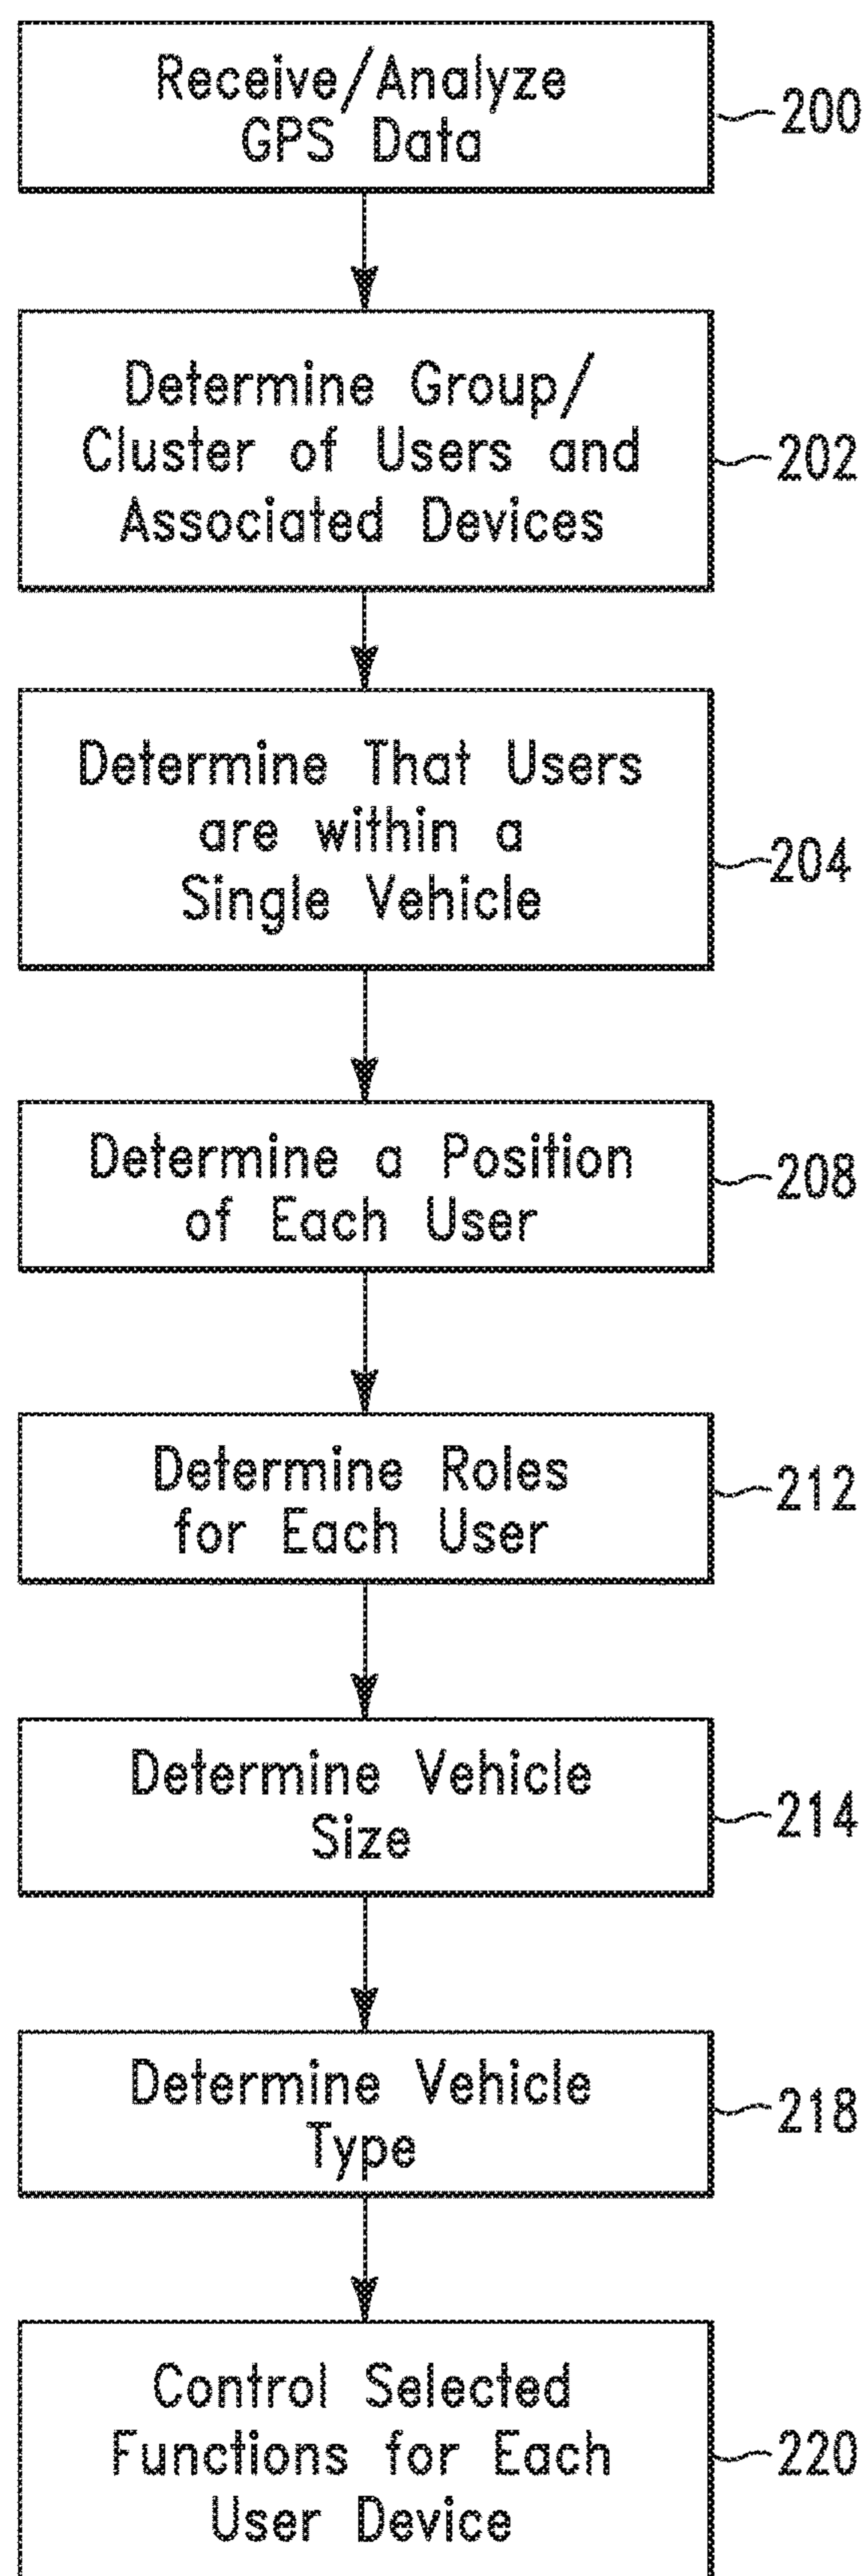 Receive/Analyze
GPS Data
200
Determine Group/
Cluster of Users and
Associated Devices
202
Determine That Users
are within a
Single Vehicle
204
Determine a Position
of Each User
208
Determine Roles
for Each User
212
Determine Vehicle
Size
214
Determine Vehicle
Type
218
Control Selected
Functions for Each
User Device
220